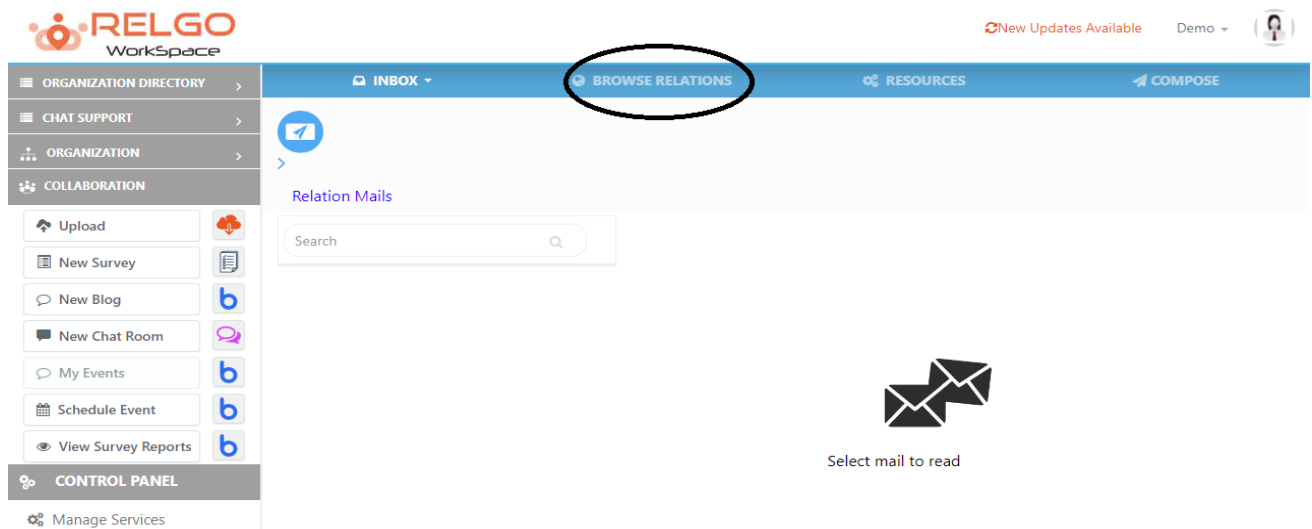 RELGO
WorkSpace
New Updates Available
Demo
ORGANIZATION DIRECTORY
CHAT SUPPORT
ORGANIZATION
COLLABORATION
Upload
New Survey
New Blog
New Chat Room
My Events
Schedule Event
View Survey Reports
CONTROL PANEL
Manage Services
INBOX
BROWSE RELATIONS
RESOURCES
COMPOSE
Relation Mails
Search
Select mail to read